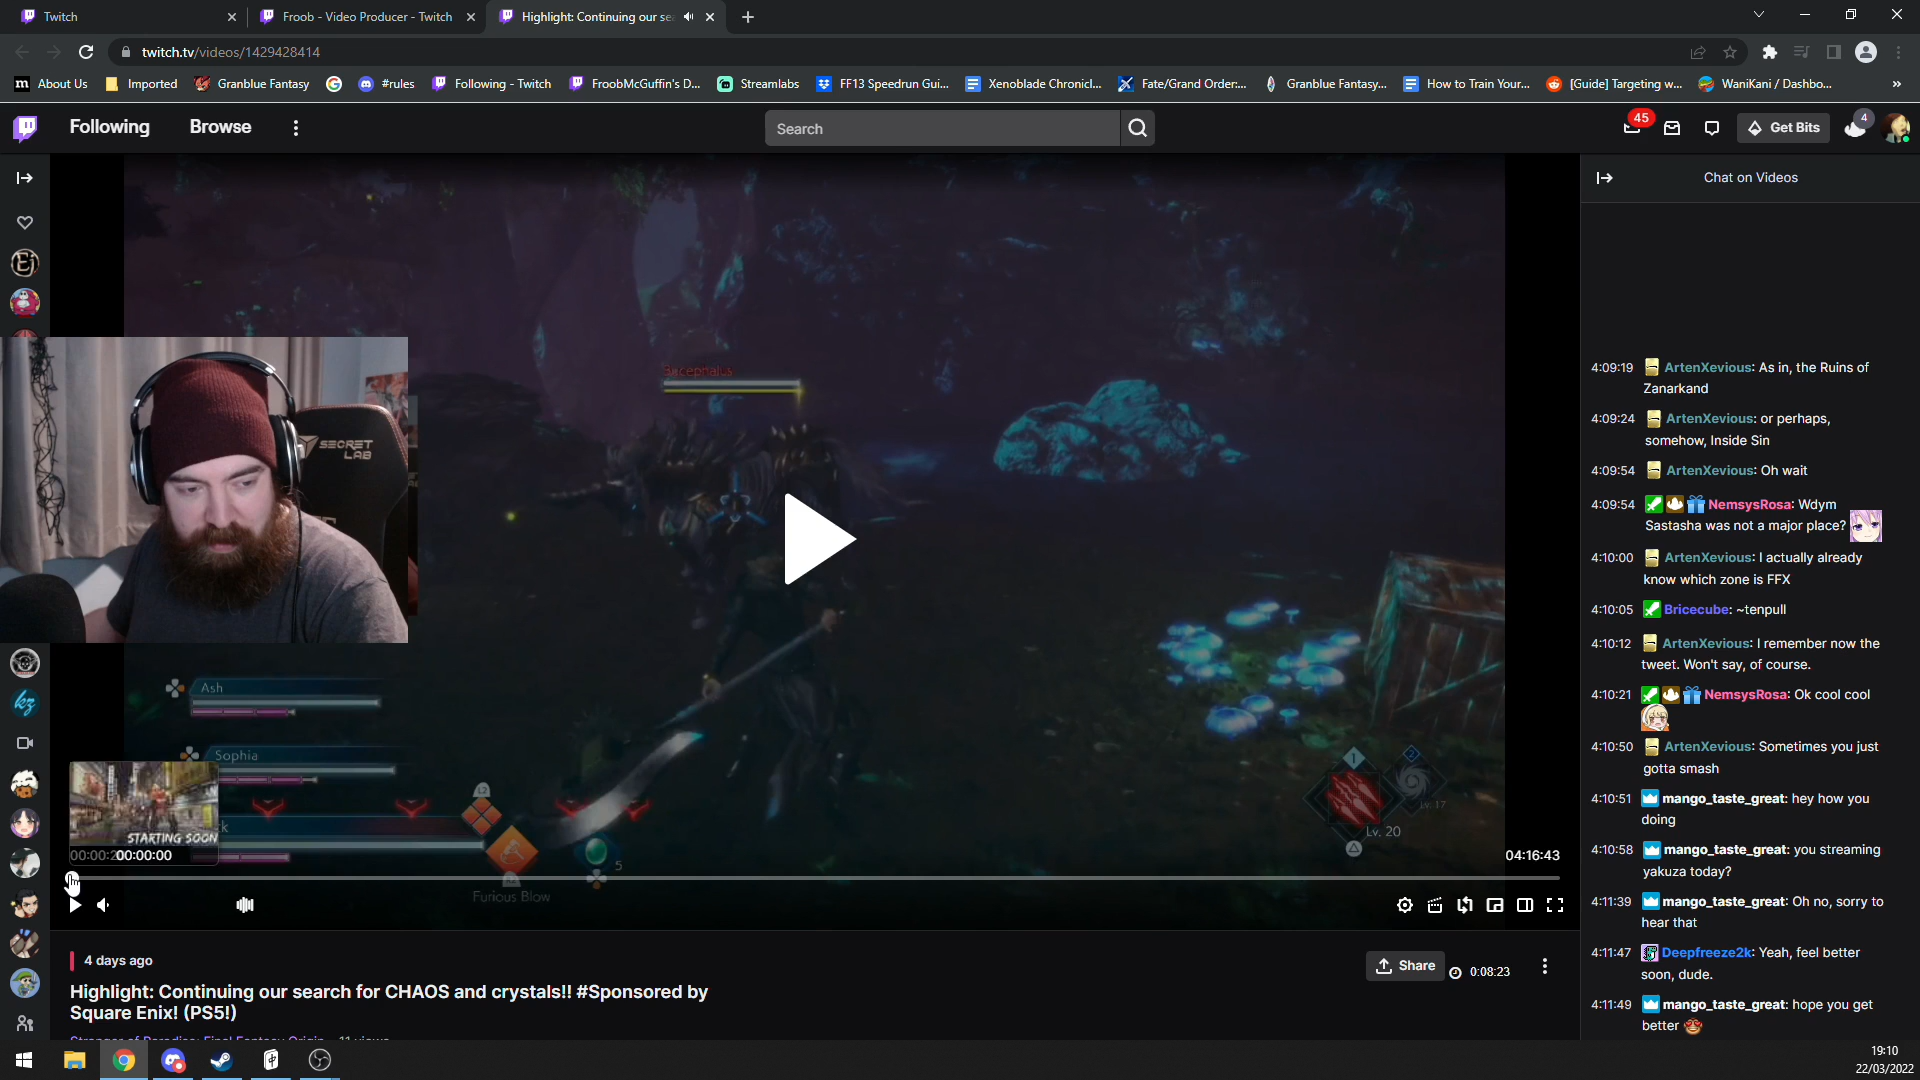 Twitch
Froob - Video Producer - Twitch
Highlight: Continuing our se
twitch.tv/videos/1429428414
About Us
Imported
Granblue Fantasy
#rules
Following - Twitch
FroobMcGuffin's D...
Streamlabs
FF13 Speedrun Gui...
Xenoblade Chronicl...
Fate/Grand Order:...
Granblue Fantasy...
How to Train Your...
[Guide] Targeting w...
WaniKani / Dashbo...
Following
Browse
Search
45
Get Bits
4
Chat on Videos
SECRET
LAB
Ash
Sophia
STARTING SOON
00:00:00
L2
Furious Blow
5
1
2
Lv. 17
Lv. 20
04:16:43
4 days ago
Highlight: Continuing our search for CHAOS and crystals!! #Sponsored by
Square Enix! (PS5!)
Share
0:08:23
4:09:19 ArtenXevious: As in, the Ruins of
Zanarkand
4:09:24 ArtenXevious: or perhaps,
somehow, Inside Sin
4:09:54 ArtenXevious: Oh wait
4:09:54 NemsysRosa: Wdym
Sastasha was not a major place?
4:10:00 ArtenXevious: I actually already
know which zone is FFX
4:10:05 Bricecube: ~tenpull
4:10:12 ArtenXevious: I remember now the
tweet. Won't say, of course.
4:10:21 NemsysRosa: Ok cool cool
4:10:50 ArtenXevious: Sometimes you just
gotta smash
4:10:51 mango_taste_great: hey how you
doing
4:10:58 mango_taste_great: you streaming
yakuza today?
4:11:39 mango_taste_great: Oh no, sorry to
hear that
4:11:47 Deepfreeze2k: Yeah, feel better
soon, dude.
4:11:49 mango_taste_great: hope you get
better
19:10
22/03/2022